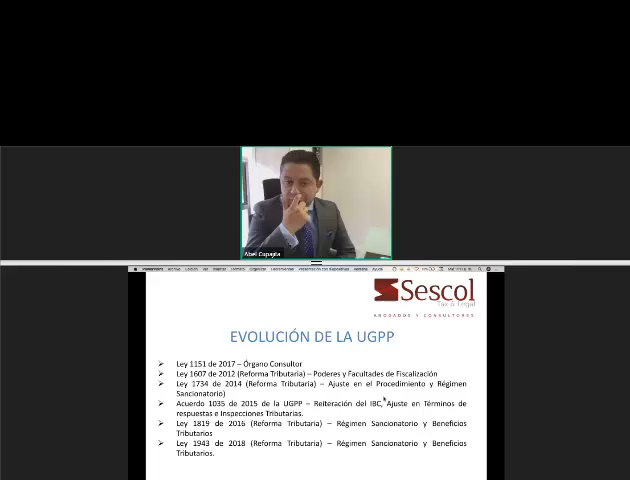 Abel Cupajita
Sescol
Tax & Legal
ABOGADOS Y CONSULTORES
EVOLUCIÓN DE LA UGPP
➢ Ley 1151 de 2017 – Órgano Consultor
➢ Ley 1607 de 2012 (Reforma Tributaria) – Poderes y Facultades de Fiscalización
➢ Ley 1734 de 2014 (Reforma Tributaria) – Ajuste en el Procedimiento y Régimen
Sancionatorio)
➢ Acuerdo 1035 de 2015 de la UGPP – Reiteración del IBC, Ajuste en Términos de
respuestas e Inspecciones Tributarias.
➢ Ley 1819 de 2016 (Reforma Tributaria) – Régimen Sancionatorio y Beneficios
Tributarios
➢ Ley 1943 de 2018 (Reforma Tributaria) – Régimen Sancionatorio y Beneficios
Tributarios.